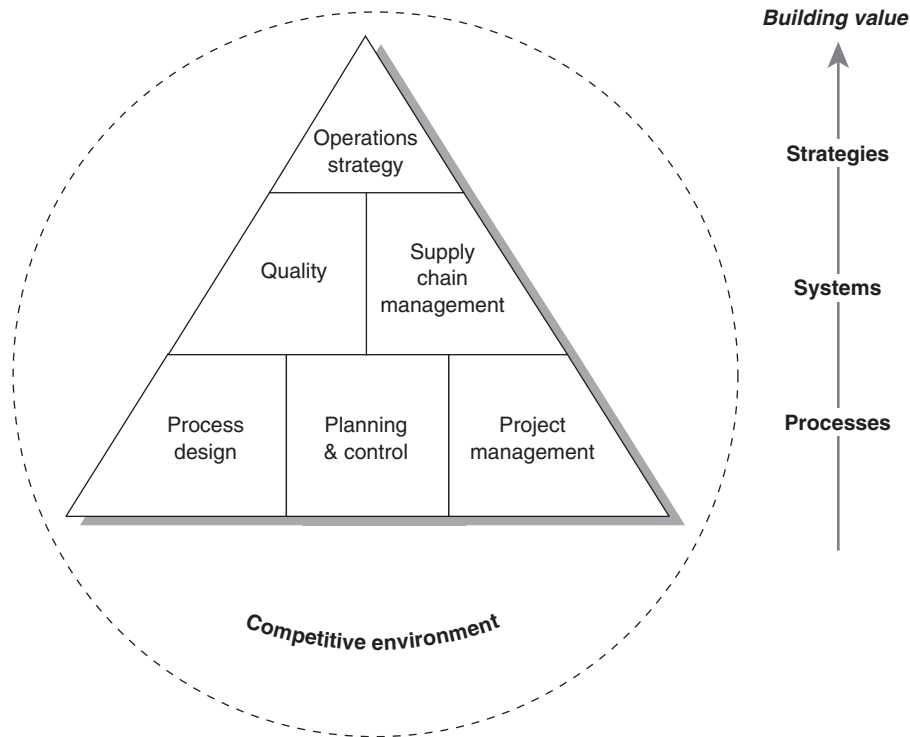 Building value
Operations
strategy
Strategies
Quality
Supply
chain
management
Systems
Process
design
Planning
& control
Project
management
Processes
Competitive environment